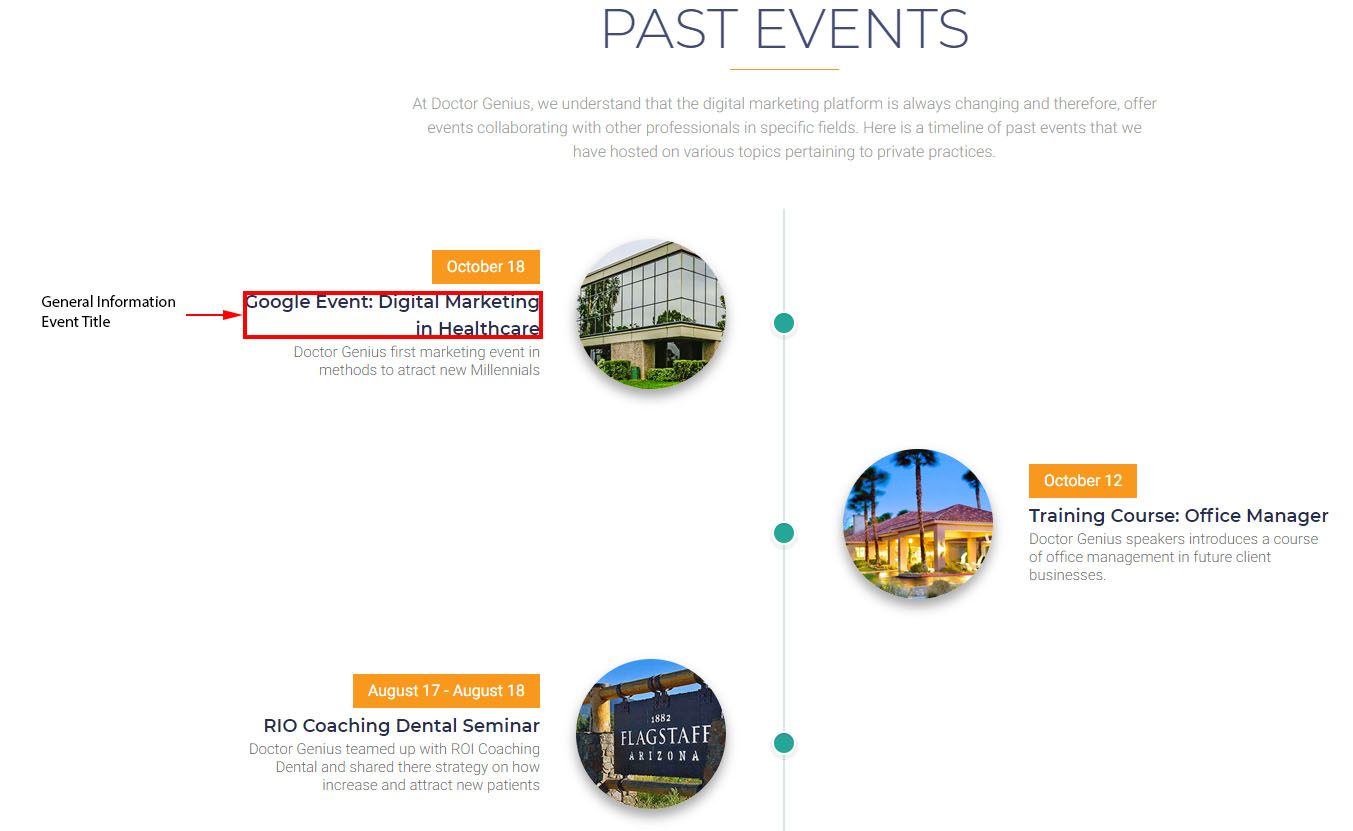 PAST EVENTS
At Doctor Genius, we understand that the digital marketing platform is always changing and therefore, offer
events collaborating with other professionals in specific fields. Here is a timeline of past events that we
have hosted on various topics pertaining to private practices.
October 18
General Information
Event Title
Google Event: Digital Marketing
in Healthcare
Doctor Genius first marketing event in
methods to atract new Millennials
October 12
Training Course: Office Manager
Doctor Genius speakers introduces a course
of office management in future client
businesses.
August 17 - August 18
RIO Coaching Dental Seminar
Doctor Genius teamed up with ROI Coaching
Dental and shared there strategy on how
increase and attract new patients
1882
FLAGSTAFF
ARIZONA